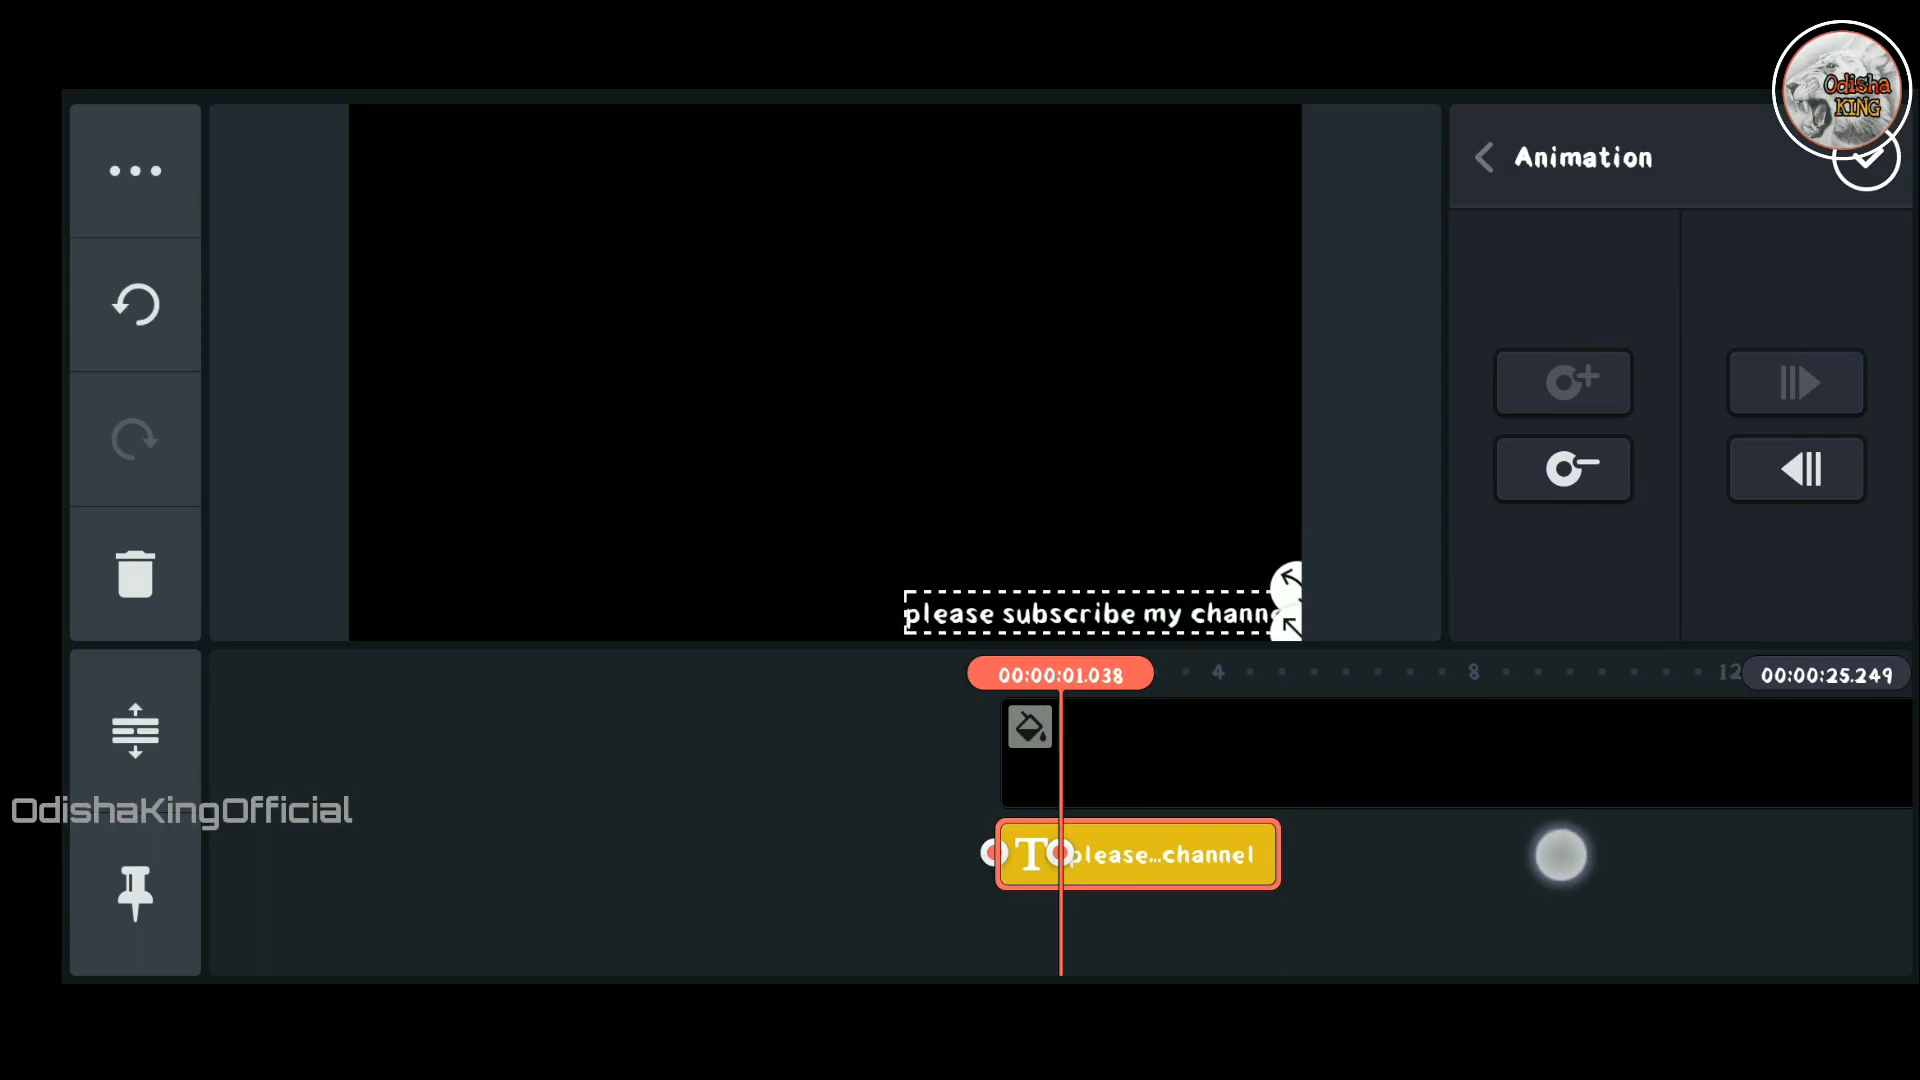 Odisha
KING
Animation
please subscribe my channe
00:00:01.038
4
8
12
00:00:25.249
T
please...channel
OdishaKingOfficial